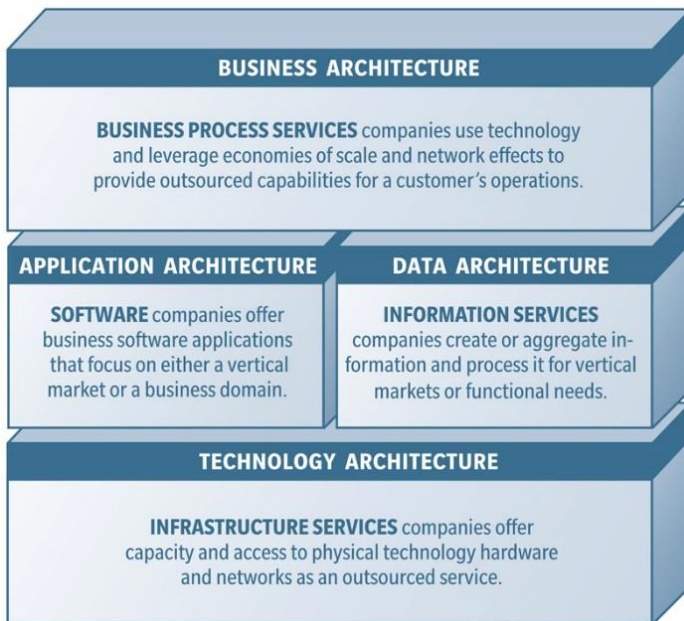 BUSINESS ARCHITECTURE
BUSINESS PROCESS SERVICES companies use technology
and leverage economies of scale and network effects to
provide outsourced capabilities for a customer’s operations.
APPLICATION ARCHITECTURE
SOFTWARE companies offer
business software applications
that focus on either a vertical
market or a business domain.
DATA ARCHITECTURE
INFORMATION SERVICES
companies create or aggregate in-
formation and process it for vertical
markets or functional needs.
TECHNOLOGY ARCHITECTURE
INFRASTRUCTURE SERVICES companies offer
capacity and access to physical technology hardware
and networks as an outsourced service.